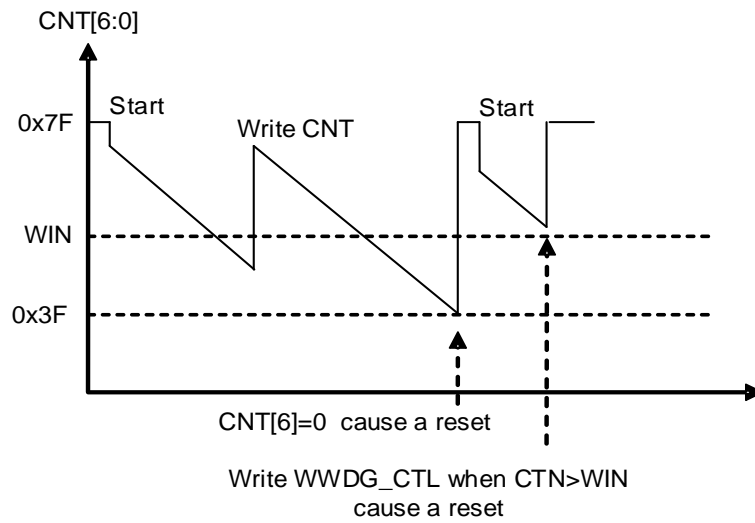 CNT[6:0]
Start
Start
0x7F
Write CNT
WIN
0x3F
CNT[6]=0 cause a reset
Write WWDG_CTL when CTN>WIN
cause a reset